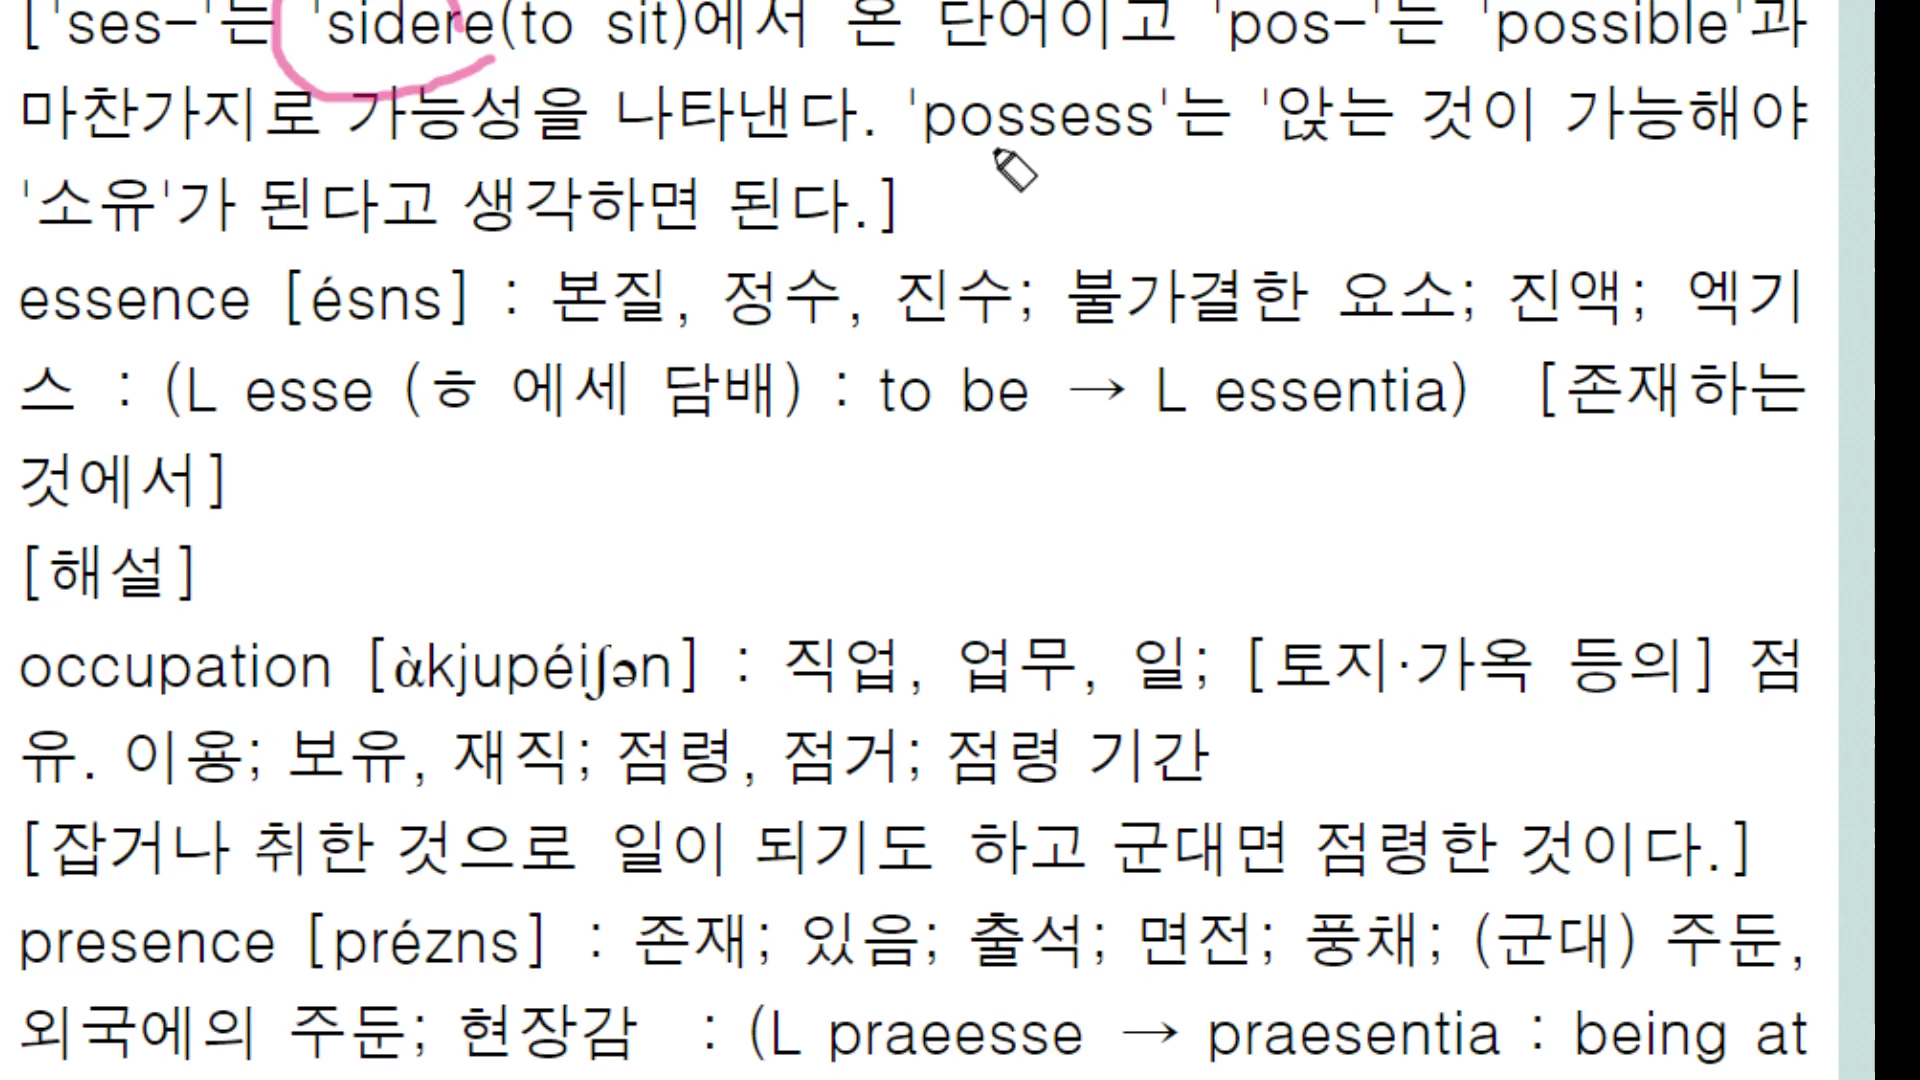 ['ses-'는 'sidere(to sit)에서 온 단어이고 'pos-'는 'possible'과
마찬가지로 가능성을 나타낸다. 'possess'는 '앉는 것이 가능해야
'소유'가 된다고 생각하면 된다.]
essence [ésns] : 본질, 정수, 진수; 불가결한 요소; 진액; 엑기
스 : (L esse (ㅎ 에세 담배) : to be → L essentia) [존재하는
것에서]
[해설]
occupation [àkjupéiʃən] : 직업, 업무, 일; [토지·가옥 등의] 점
유. 이용; 보유, 재직; 점령, 점거; 점령 기간
[잡거나 취한 것으로 일이 되기도 하고 군대면 점령한 것이다.]
presence [prézns] : 존재; 있음; 출석; 면전; 풍채; (군대) 주둔,
외국에의 주둔; 현장감 : (L praeesse → praesentia : being at